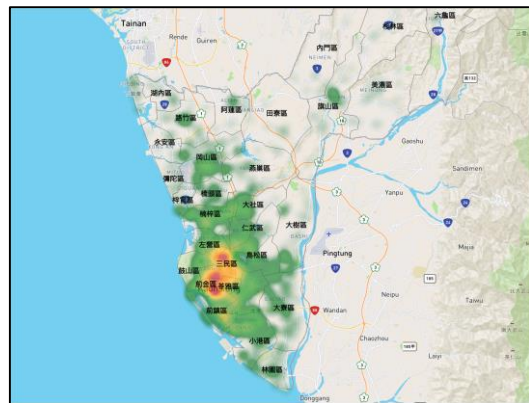 Tainan
Rende
Guiren
六龜區
杉林區
內門區
NEIMEN
美濃區
湖內區
旗山區
路竹區
阿蓮區
田寮區
永安區
岡山區
燕巢區
Gaoshu
彌陀區
Sandimen
橋頭區
梓官區
大社區
Yanpu
楠梓區
大樹區
仁武區
左營區
Pingtung
Majia
鳥松區
三民區
鼓山區
前金區
苓雅區
前鎮區
大寮區
Wandan
Neipu
Taiwu
小港區
Chaozhou
林園區
Laiyi
Donggang